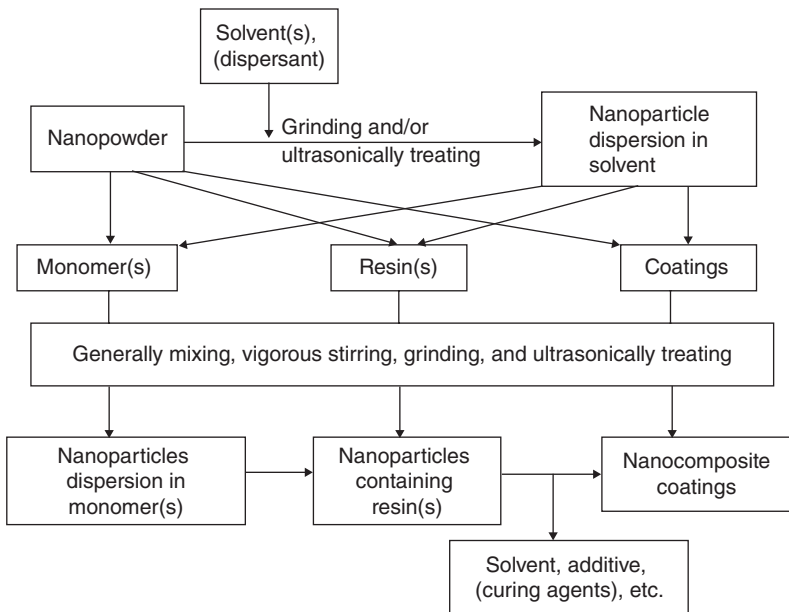 Solvent(s),
(dispersant)
Nanopowder
Grinding and/or
ultrasonically treating
Nanoparticle
dispersion in
solvent
Monomer(s)
Resin(s)
Coatings
Generally mixing, vigorous stirring, grinding, and ultrasonically treating
Nanoparticles
dispersion in
monomer(s)
Nanoparticles
containing
resin(s)
Nanocomposite
coatings
Solvent, additive,
(curing agents), etc.